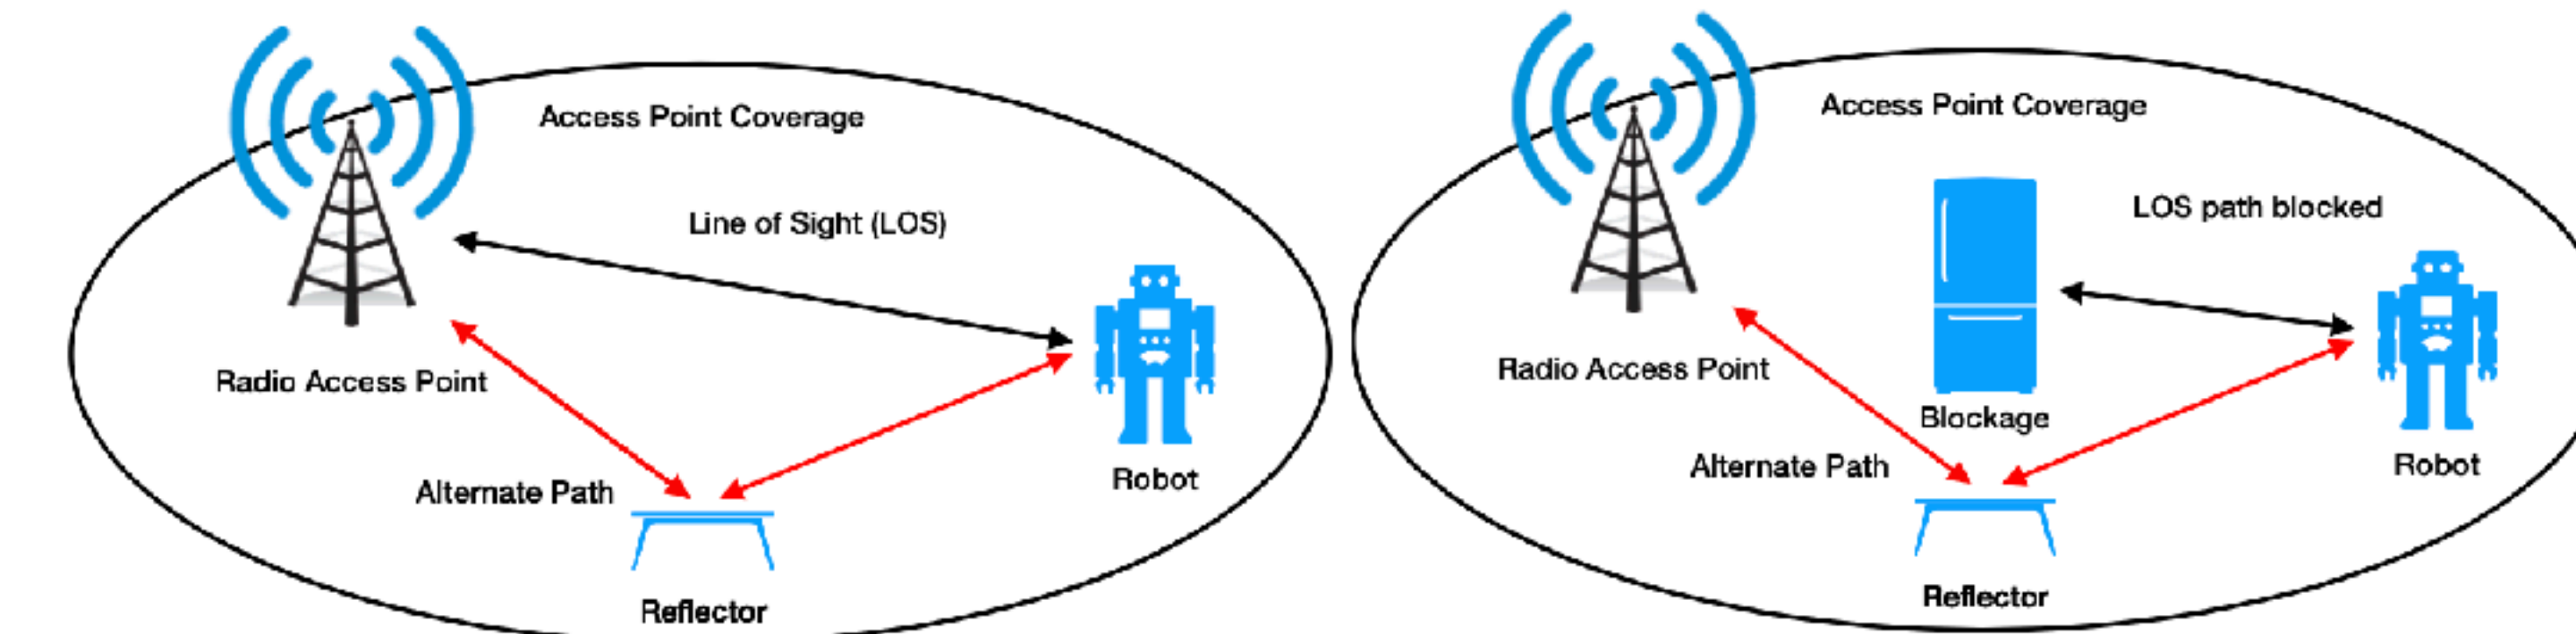 Access Point Coverage
Line of Sight (LOS)
Radio Access Point
Alternate Path
Robot
Reflector
Access Point Coverage
LOS path blocked
Radio Access Point
Blockage
Alternate Path
Robot
Reflector